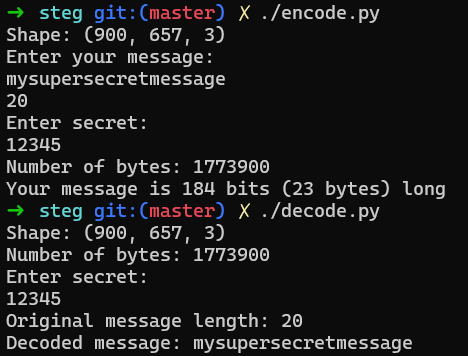 ➜ steg git:(master) ✗ ./encode.py
Shape: (900, 657, 3)
Enter your message:
mysupersecretmessage
20
Enter secret:
12345
Number of bytes: 1773900
Your message is 184 bits (23 bytes) long
➜ steg git:(master) ✗ ./decode.py
Shape: (900, 657, 3)
Number of bytes: 1773900
Enter secret:
12345
Original message length: 20
Decoded message: mysupersecretmessage